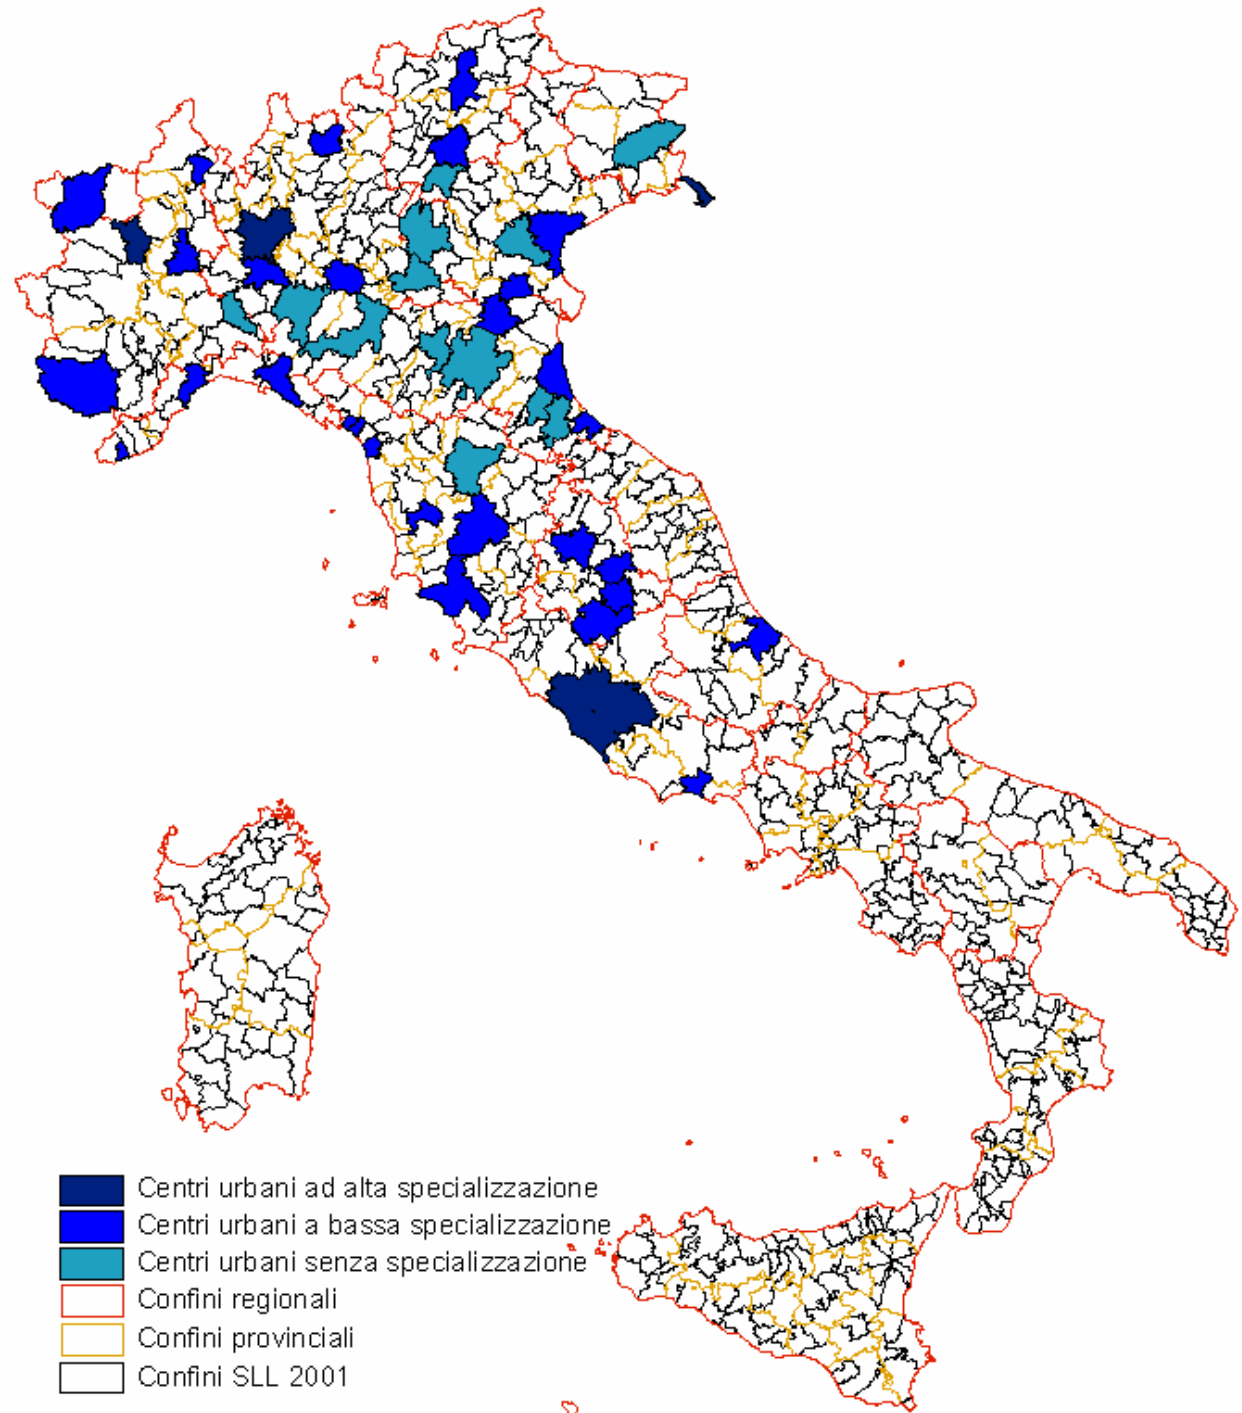 Centri urbani ad alta specializzazione
Centri urbani a bassa specializzazione
Centri urbani senza specializzazione
Confini regionali
Confini provinciali
Confini SLL 2001